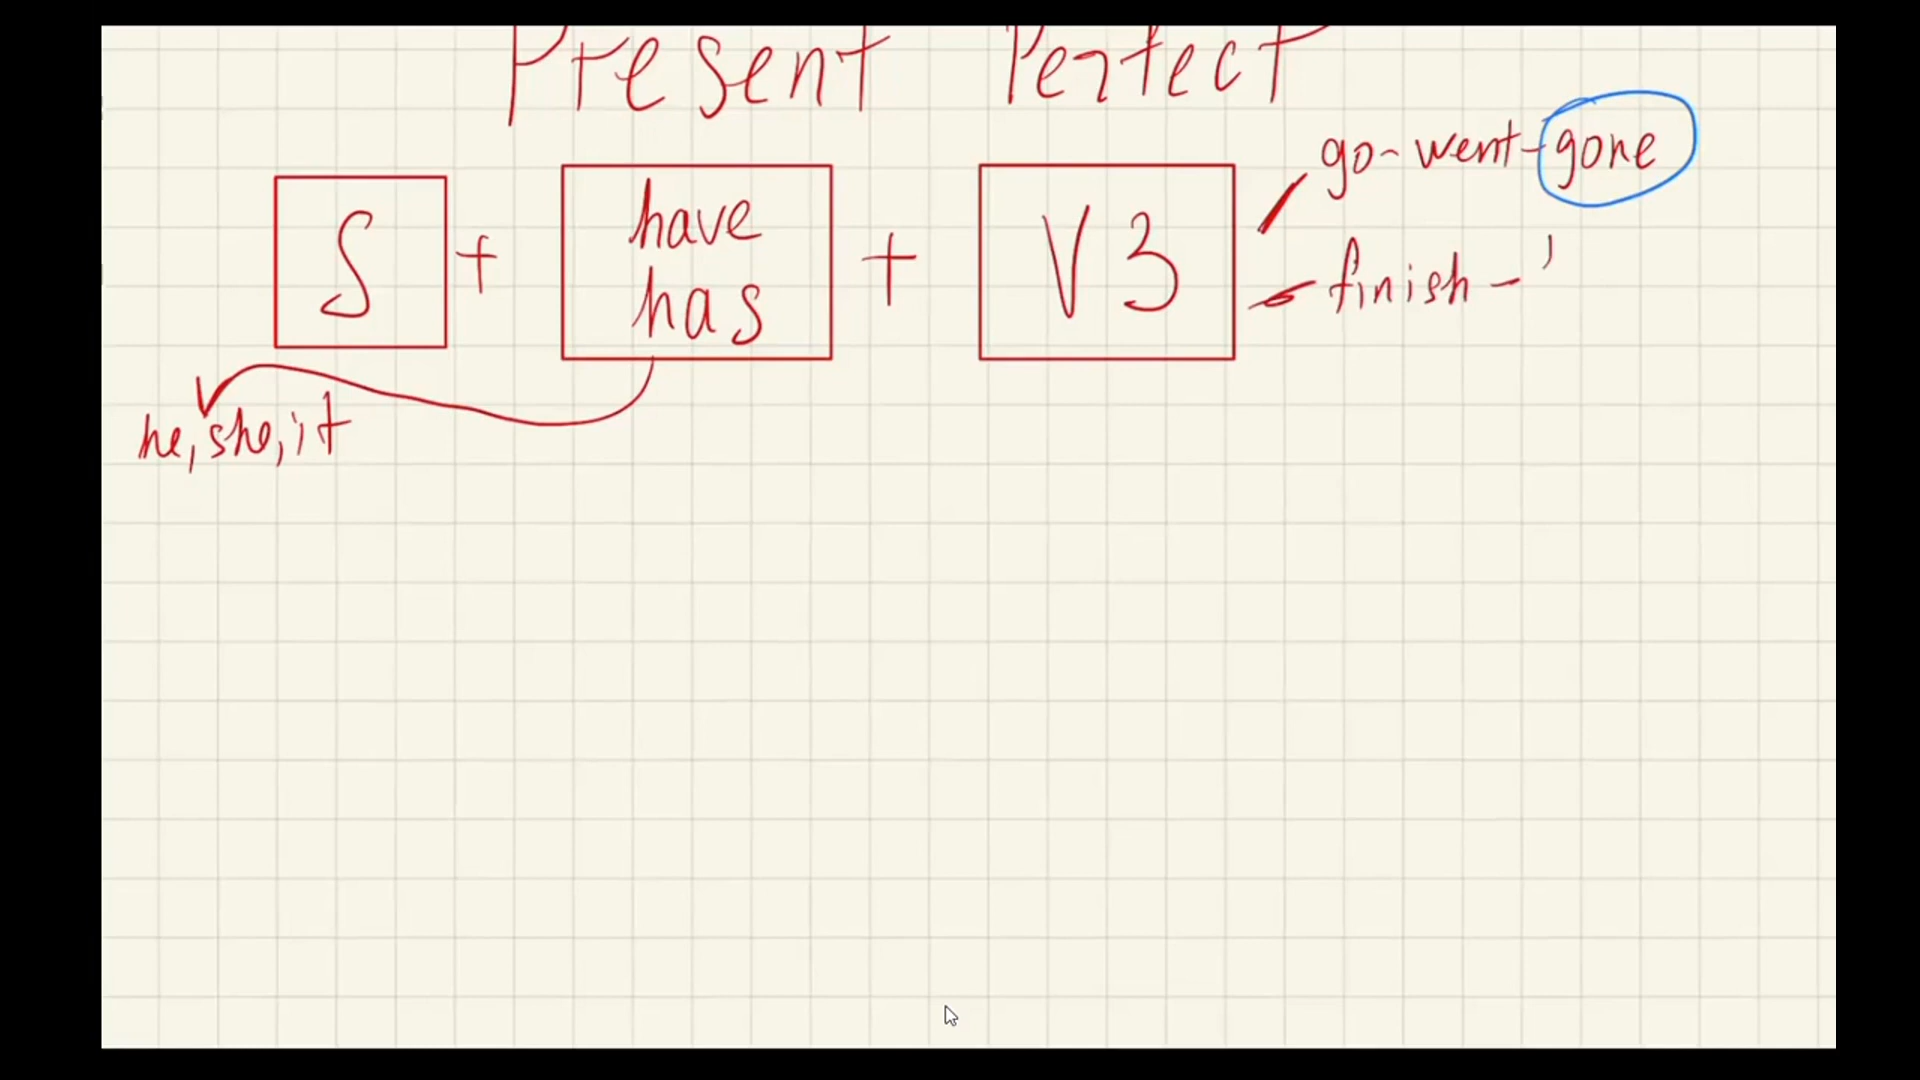 Present Perfect
go - went - gone
S + have has + V3
finish -
he, she, it